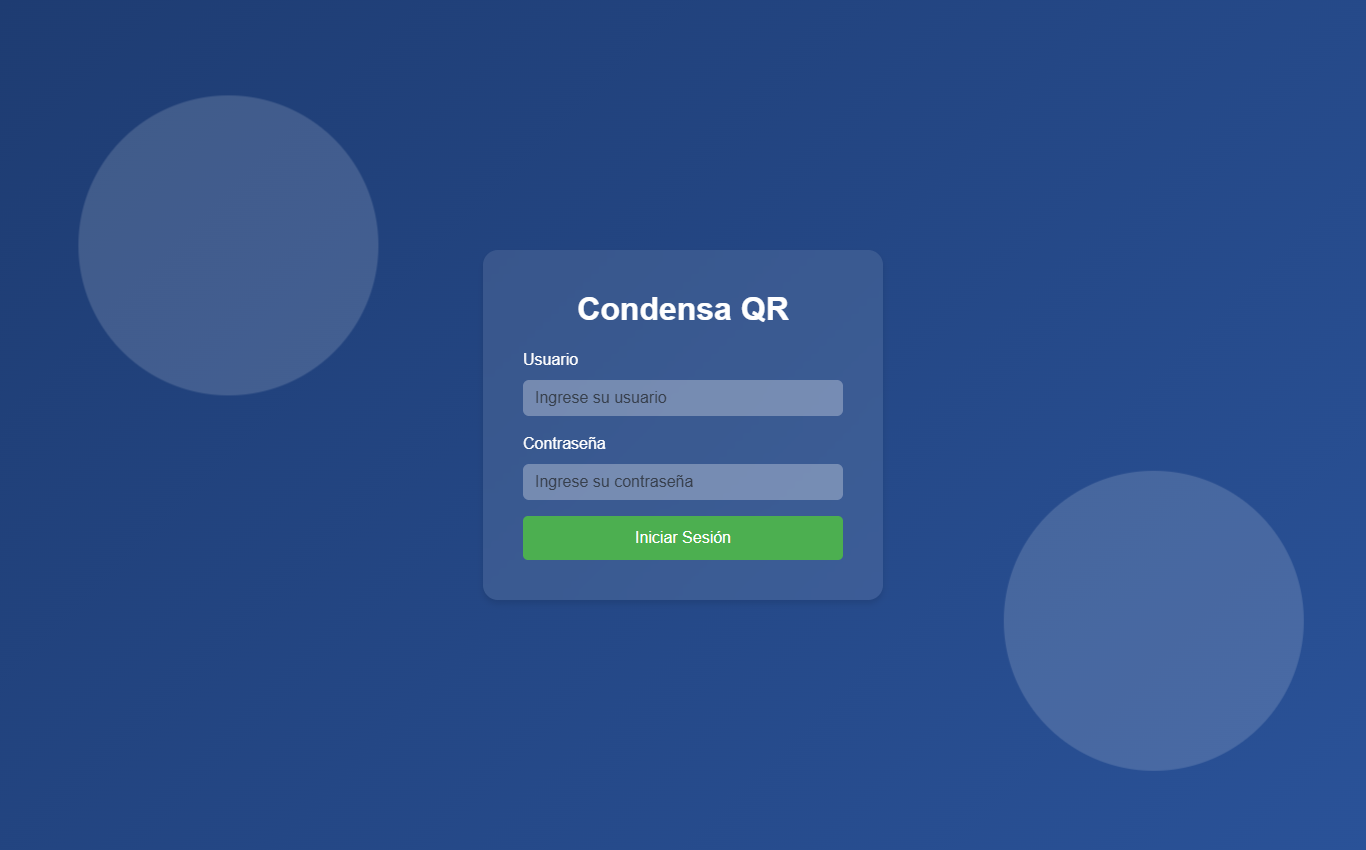 Condensa QR
Usuario
Ingrese su usuario
Contraseña
Ingrese su contraseña
Iniciar Sesión